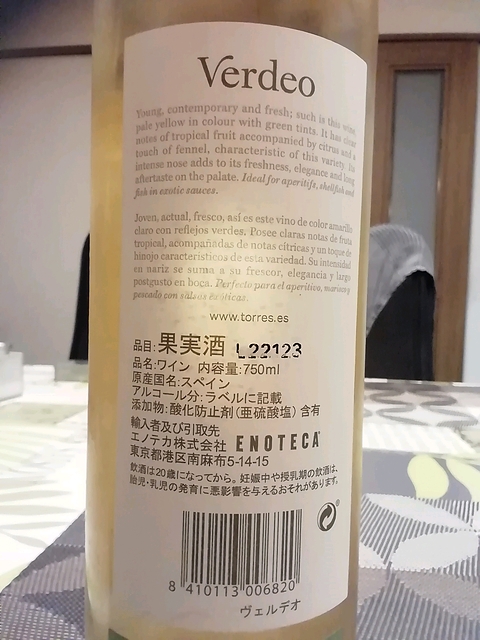 Verdeo
Young, contemporary and fresh; such is this wine,
pale yellow in colour with green tints. It has clear
notes of tropical fruit accompanied by citrus and a
touch of fennel, characteristic of this variety. Its
intense nose adds to its freshness, elegance and long
aftertaste on the palate. Ideal for aperitifs, shellfish and
fish in exotic sauces.
Joven, actual, fresco, así es este vino de color amarillo
claro con reflejos verdes. Posee claras notas de fruta
tropical, acompañadas de notas cítricas y un toque de
hinojo características de esta variedad. Su intensidad
en nariz se suma a su frescor, elegancia y largo
postgusto en boca. Perfecto para el aperitivo, marisco y
pescado con salsas exóticas.
www.torres.es
品目:果実酒 L22123
品名:ワイン 内容量:750ml
原産国名:スペイン
アルコール分:ラベルに記載
添加物:酸化防止剤(亜硫酸塩)含有
輸入者及び引取先
エノテカ株式会社 ENOTECA
東京都港区南麻布5-14-15
飲酒は20歳になってから。妊娠中や授乳期の飲酒は、
胎児・乳児の発育に悪影響を与えるおそれがあります。
8 410113 006820
ヴェルデオ